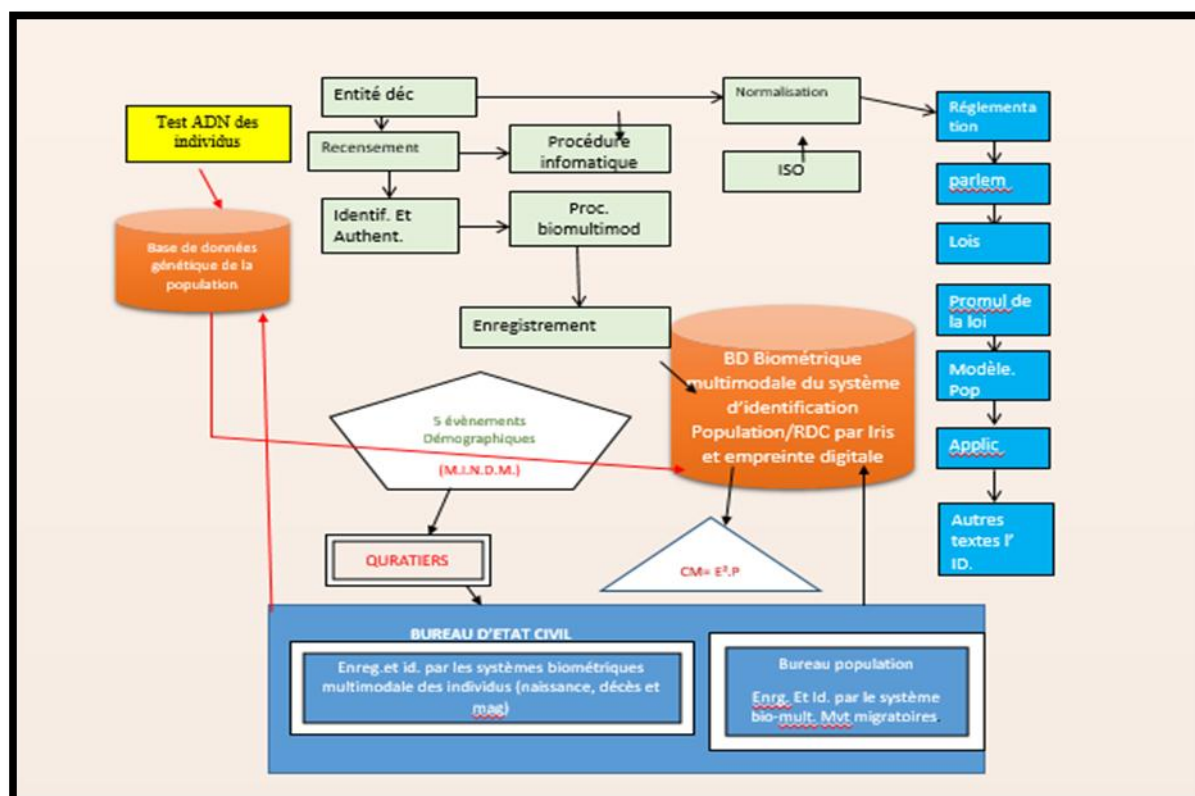 Entité déc
Normalisation
Réglementa
tion
Test ADN des
individus
Recensement
Procédure
infomatique
ISO
parlem
Identif. Et
Authent.
Proc.
biomultimod
Lois
Base de données
génétique de la
population
Enregistrement
Promul de
la loi
BD Biométrique
multimodale du système
d'identification
Population/RDC par Iris
et empreinte digitale
Modèle.
Pop
5 évènements
Démographiques
(M.I.N.D.M.)
Applic
Autres
textes l'
ID.
QURATIERS
CM= E².P
BUREAU D'ETAT CIVIL
Enreg.et id. par les systèmes biométriques
multimodale des individus (naissance, décès et
mag)
Bureau population
Enrg. Et Id. par le système
bio-mult. Mvt migratoires.